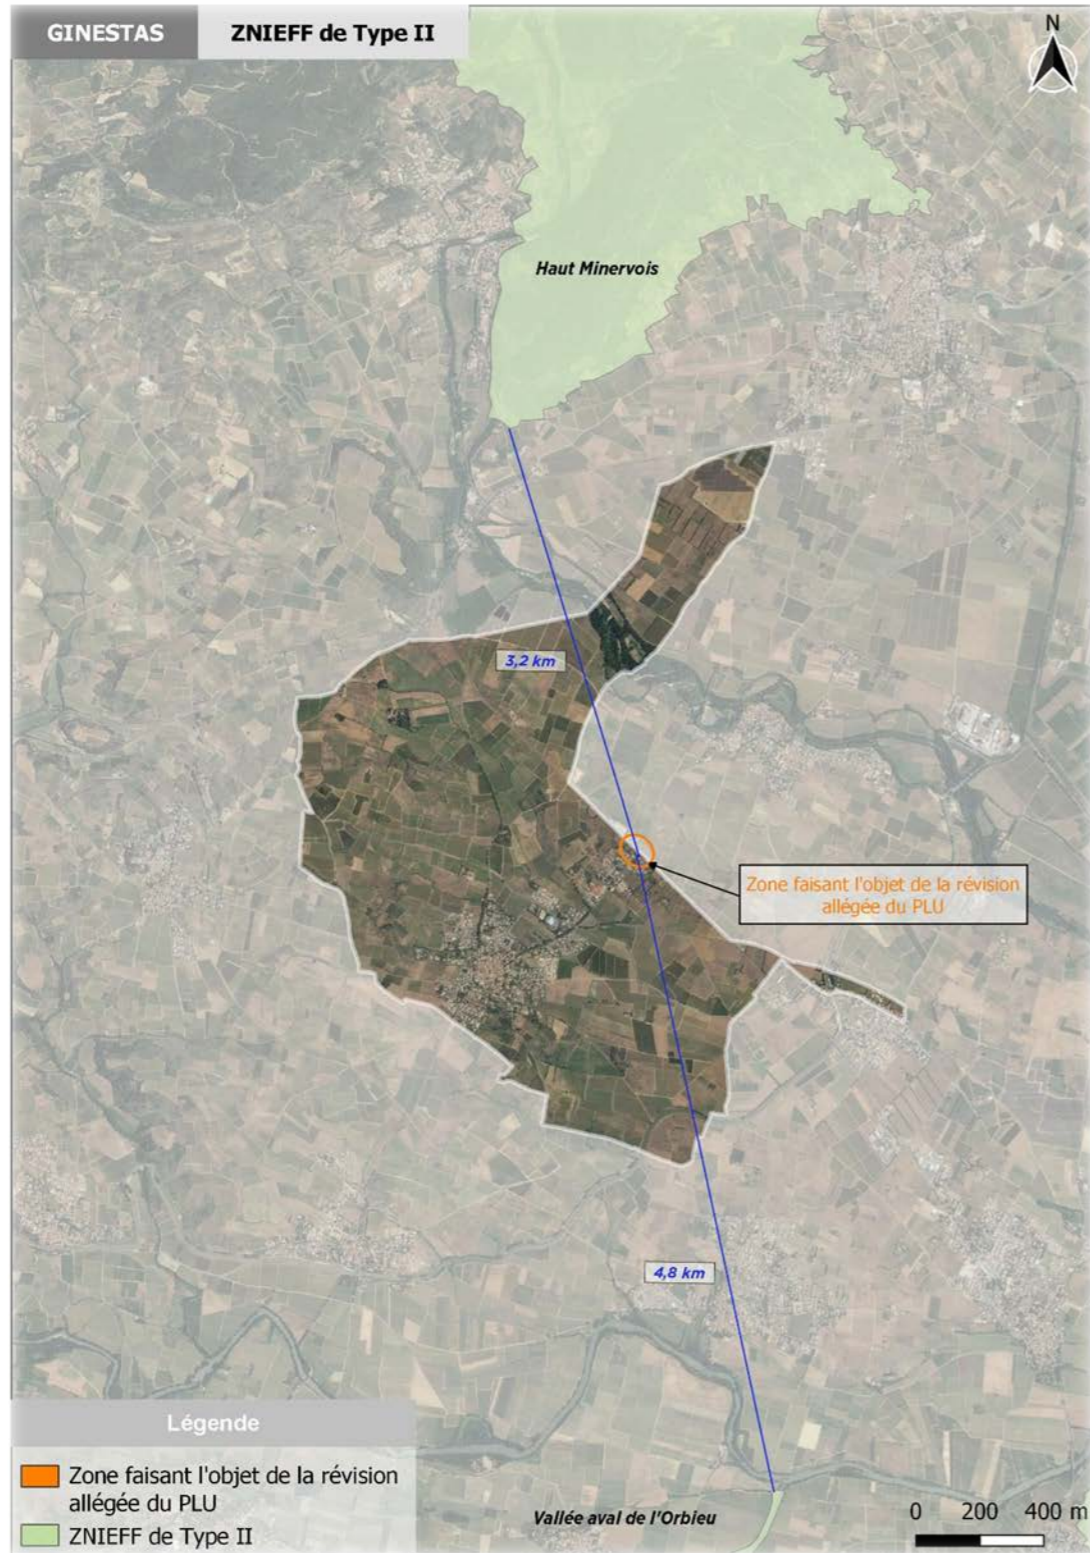 GINESTAS
ZNIEFF de Type II
N
Haut Minervois
3,2 km
Zone faisant l'objet de la révision
allégée du PLU
4,8 km
Légende
Zone faisant l'objet de la révision
allégée du PLU
ZNIEFF de Type II
Vallée aval de l'Orbieu
0 200 400 m